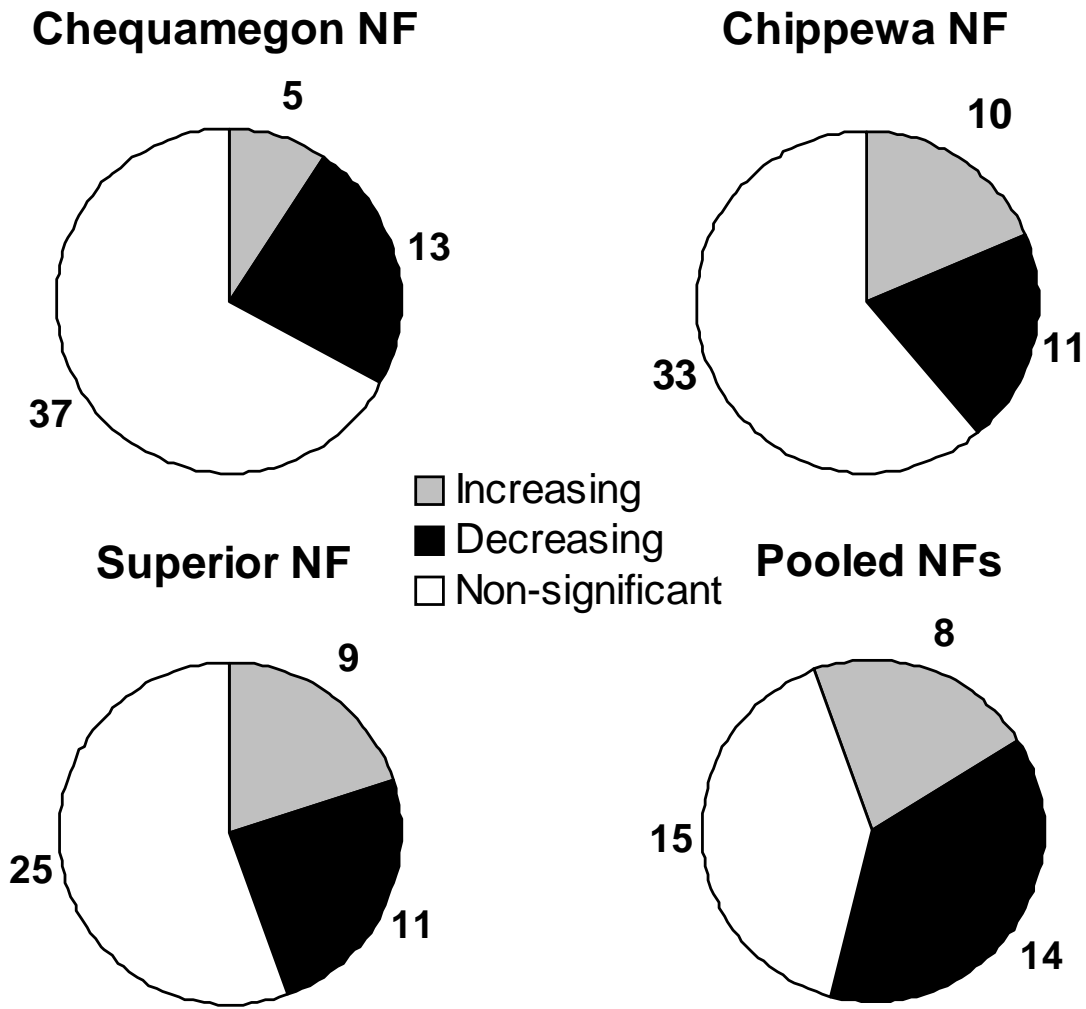 Chequamegon NF
5
13
37
Chippewa NF
10
11
33
Increasing
Decreasing
Non-significant
Superior NF
9
11
25
Pooled NFs
8
14
15